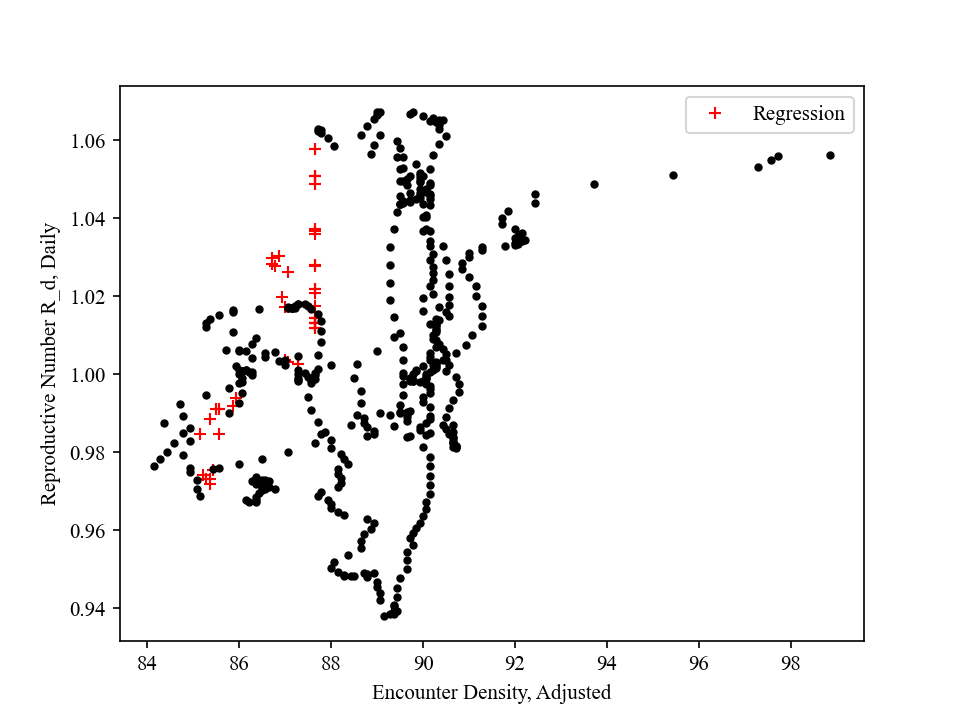 Regression
1.06
1.04
1.02
1.00
0.98
0.96
0.94
Reproductive Number R_d, Daily
84 86 88 90 92 94 96 98
Encounter Density, Adjusted